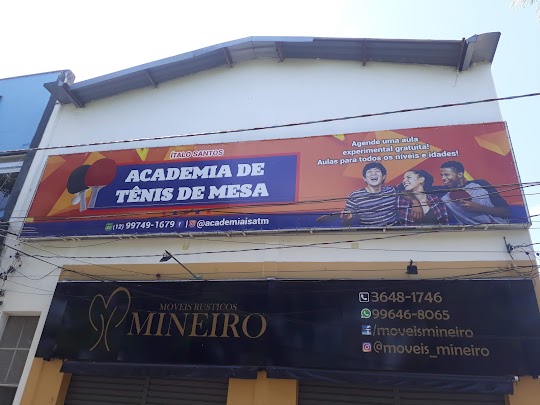 ÍTALO SANTOS
ACADEMIA DE
TÊNIS DE MESA
(12) 99749-1679 | @academiaisatm
Agende uma aula
experimental gratuita!
Aulas para todos os níveis e idades!
MOVEIS RUSTICOS
MINEIRO
3648-1746
99646-8065
/moveismineiro
@moveis_mineiro